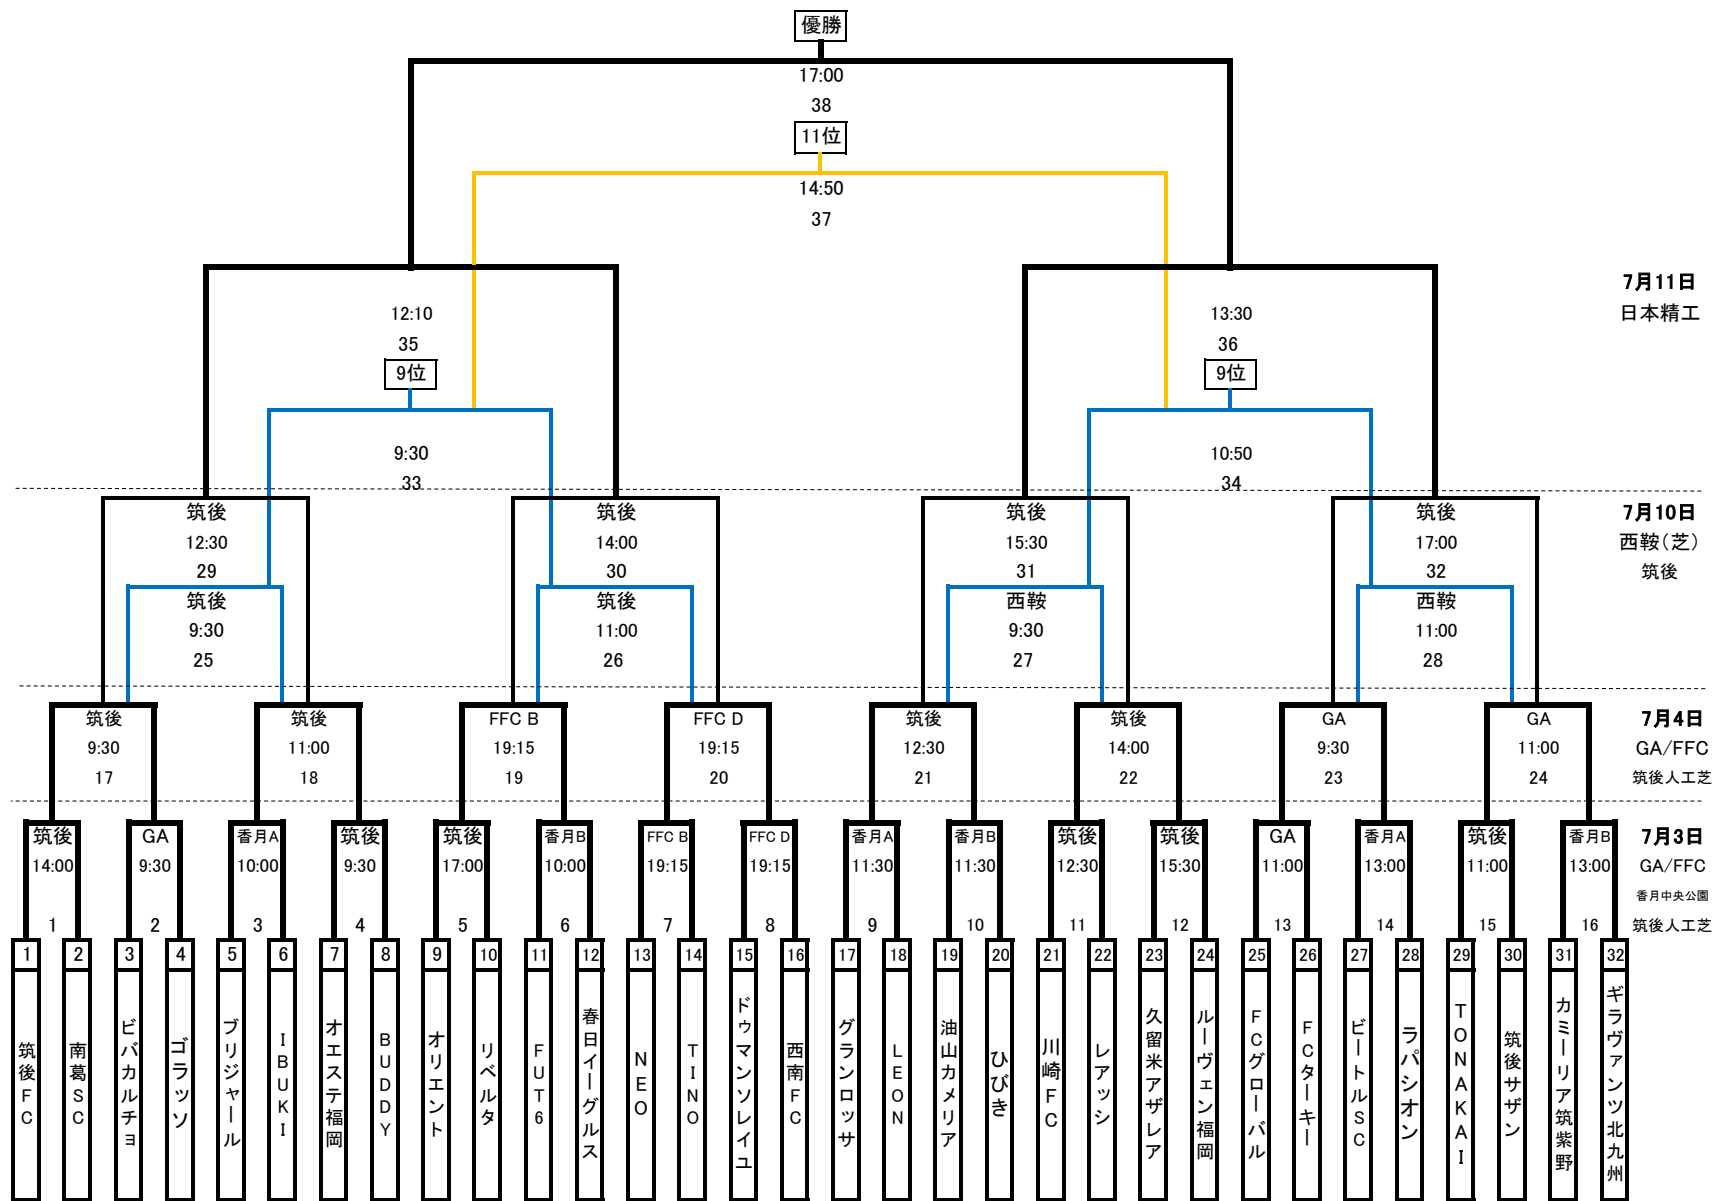 優勝
17:00
38
11位
14:50
37
7月11日
日本精工
12:10
35
9位
13:30
36
9位
9:30
33
10:50
34
筑後
12:30
29
筑後
14:00
30
筑後
15:30
31
筑後
17:00
32
7月10日
西鞍(芝)
筑後
筑後
9:30
25
筑後
11:00
26
西鞍
9:30
27
西鞍
11:00
28
筑後
9:30
17
筑後
11:00
18
FFC B
19:15
19
FFC D
19:15
20
筑後
12:30
21
筑後
14:00
22
GA
9:30
23
GA
11:00
24
7月4日
GA/FFC
筑後人工芝
筑後
14:00
1
GA
9:30
2
香月A
10:00
3
筑後
9:30
4
筑後
17:00
5
香月B
10:00
6
FFC B
19:15
7
FFC D
19:15
8
香月A
11:30
9
香月B
11:30
10
筑後
12:30
11
筑後
15:30
12
GA
11:00
13
香月A
13:00
14
筑後
11:00
15
香月B
13:00
16
7月3日
GA/FFC
香月中央公園
筑後人工芝
1
筑後FC
2
南葛SC
3
ビバカルチョ
4
ゴラッソ
5
ブリジャール
6
IBUKI
7
オエステ福岡
8
BUDDY
9
オリエント
10
リベルタ
11
FUT6
12
春日イーグルス
13
NEO
14
TINO
15
ドゥマンソレイユ
16
西南FC
17
グランロッサ
18
LEON
19
油山カメリア
20
ひびき
21
川崎FC
22
レアッシ
23
久留米アザレア
24
ルーヴェン福岡
25
FCグローバル
26
FCターキー
27
ビートルSC
28
ラパシオン
29
TONAKAI
30
筑後サザン
31
カミーリア筑紫野
32
ギラヴァンツ北九州